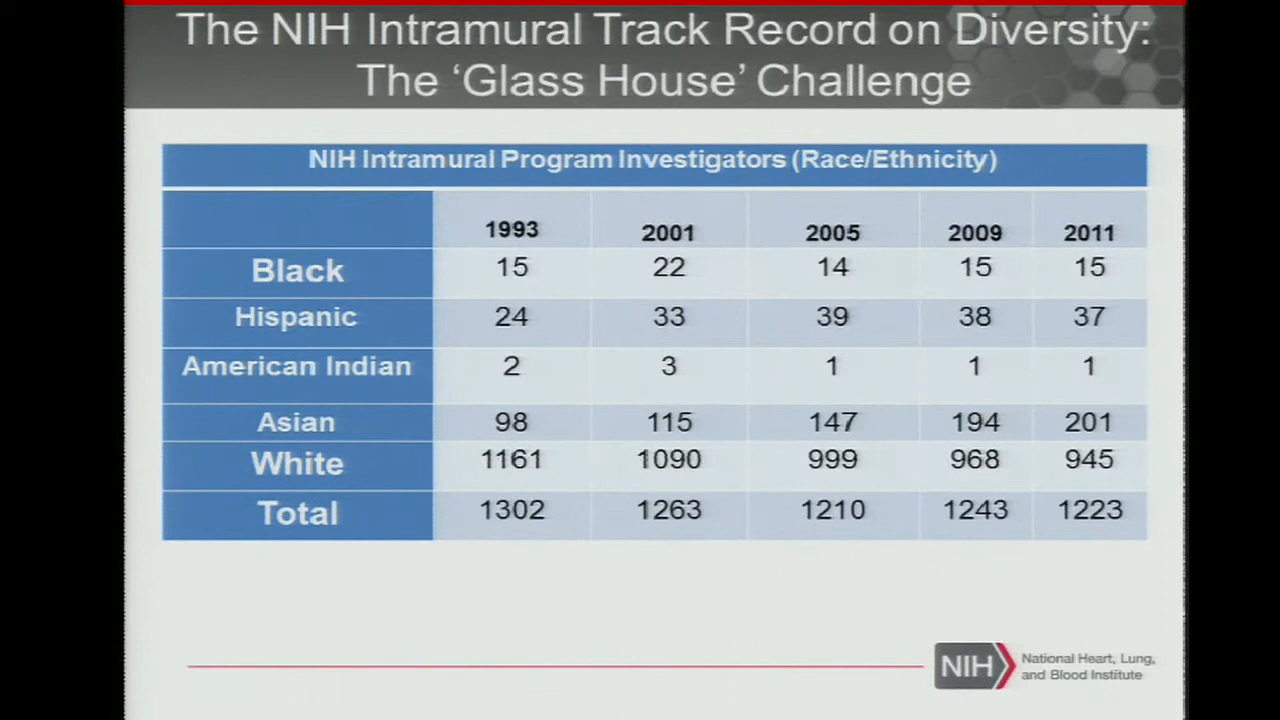 The NIH Intramural Track Record on Diversity:
The ‘Glass House’ Challenge
NIH Intramural Program Investigators (Race/Ethnicity)
1993 2001 2005 2009 2011
Black 15 22 14 15 15
Hispanic 24 33 39 38 37
American Indian 2 3 1 1 1
Asian 98 115 147 194 201
White 1161 1090 999 968 945
Total 1302 1263 1210 1243 1223
NIH National Heart, Lung,
and Blood Institute